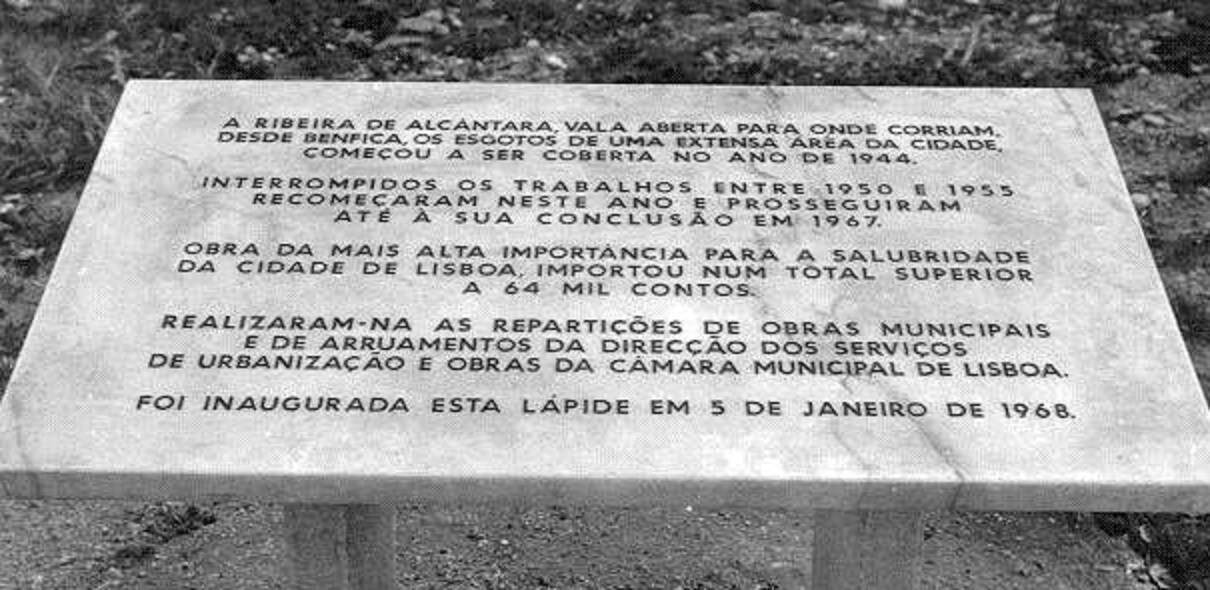 A RIBEIRA DE ALCÂNTARA, VALA ABERTA PARA ONDE CORRIAM,
DESDE BENFICA, OS ESGOTOS DE UMA EXTENSA ÁREA DA CIDADE,
COMEÇOU A SER COBERTA NO ANO DE 1944.
INTERROMPIDOS OS TRABALHOS ENTRE 1950 E 1955
RECOMEÇARAM NESTE ANO E PROSSEGUIRAM
ATÉ À SUA CONCLUSÃO EM 1967.
OBRA DA MAIS ALTA IMPORTÂNCIA PARA A SALUBRIDADE
DA CIDADE DE LISBOA, IMPORTOU NUM TOTAL SUPERIOR
A 64 MIL CONTOS.
REALIZARAM-NA AS REPARTIÇÕES DE OBRAS MUNICIPAIS
E DE ARRUAMENTOS DA DIRECÇÃO DOS SERVIÇOS
DE URBANIZAÇÃO E OBRAS DA CÂMARA MUNICIPAL DE LISBOA.
FOI INAUGURADA ESTA LÁPIDE EM 5 DE JANEIRO DE 1968.